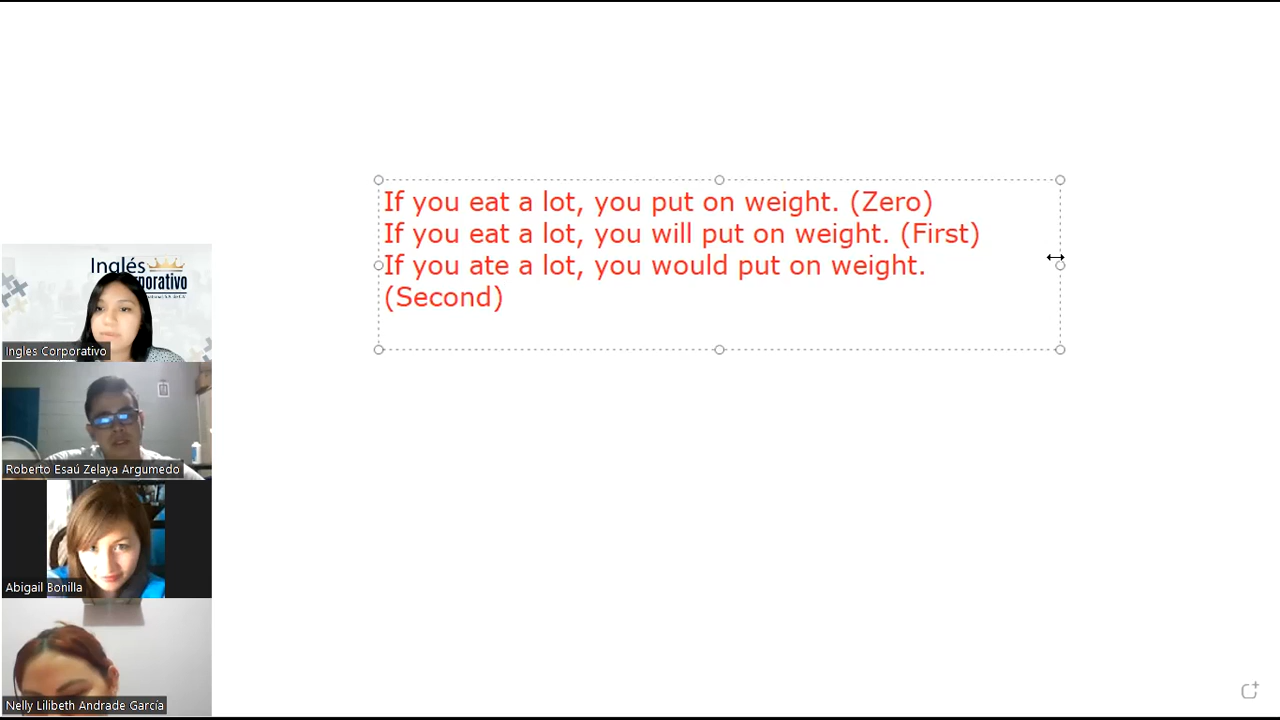 If you eat a lot, you put on weight. (Zero)
If you eat a lot, you will put on weight. (First)
If you ate a lot, you would put on weight.
(Second)
Inglés
orporativo
Ingles Corporativo
Roberto Esaú Zelaya Argumedo
Abigail Bonilla
Nelly Lilibeth Andrade García